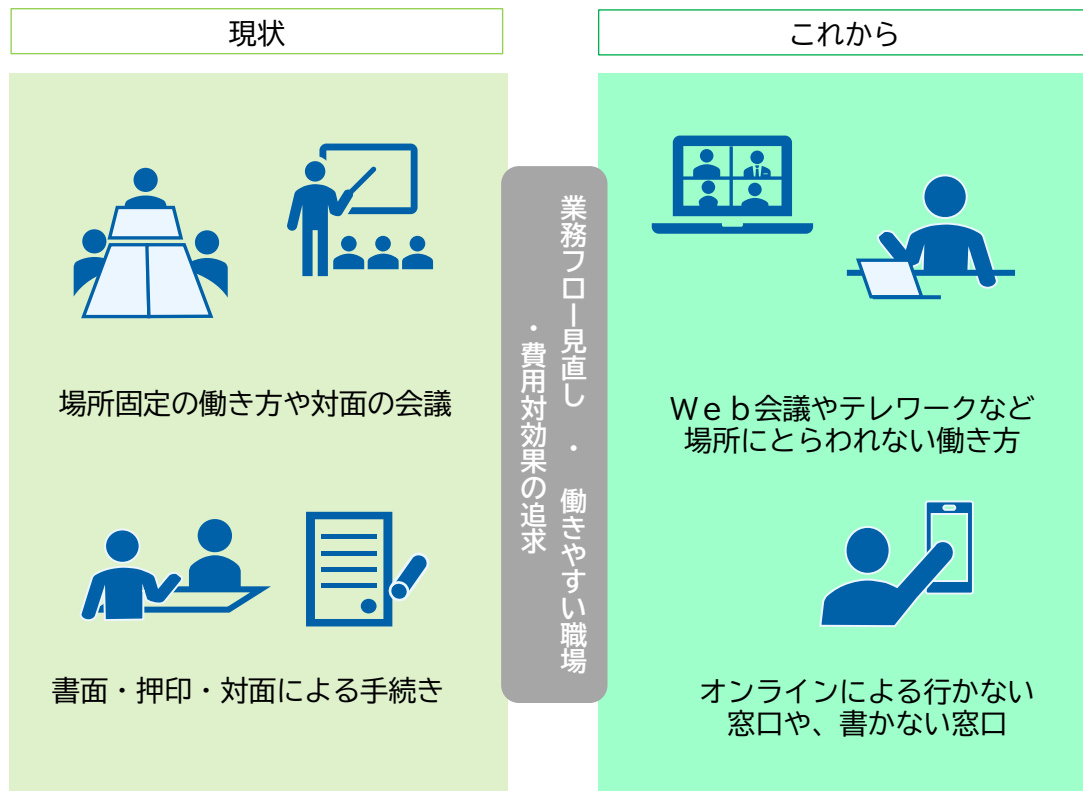 現状
これから
場所固定の働き方や対面の会議
書面・押印・対面による手続き
業務フロー見直し ・ 働きやすい職場
・費用対効果の追求
Ｗｅｂ会議やテレワークなど
場所にとらわれない働き方
オンラインによる行かない
窓口や、書かない窓口